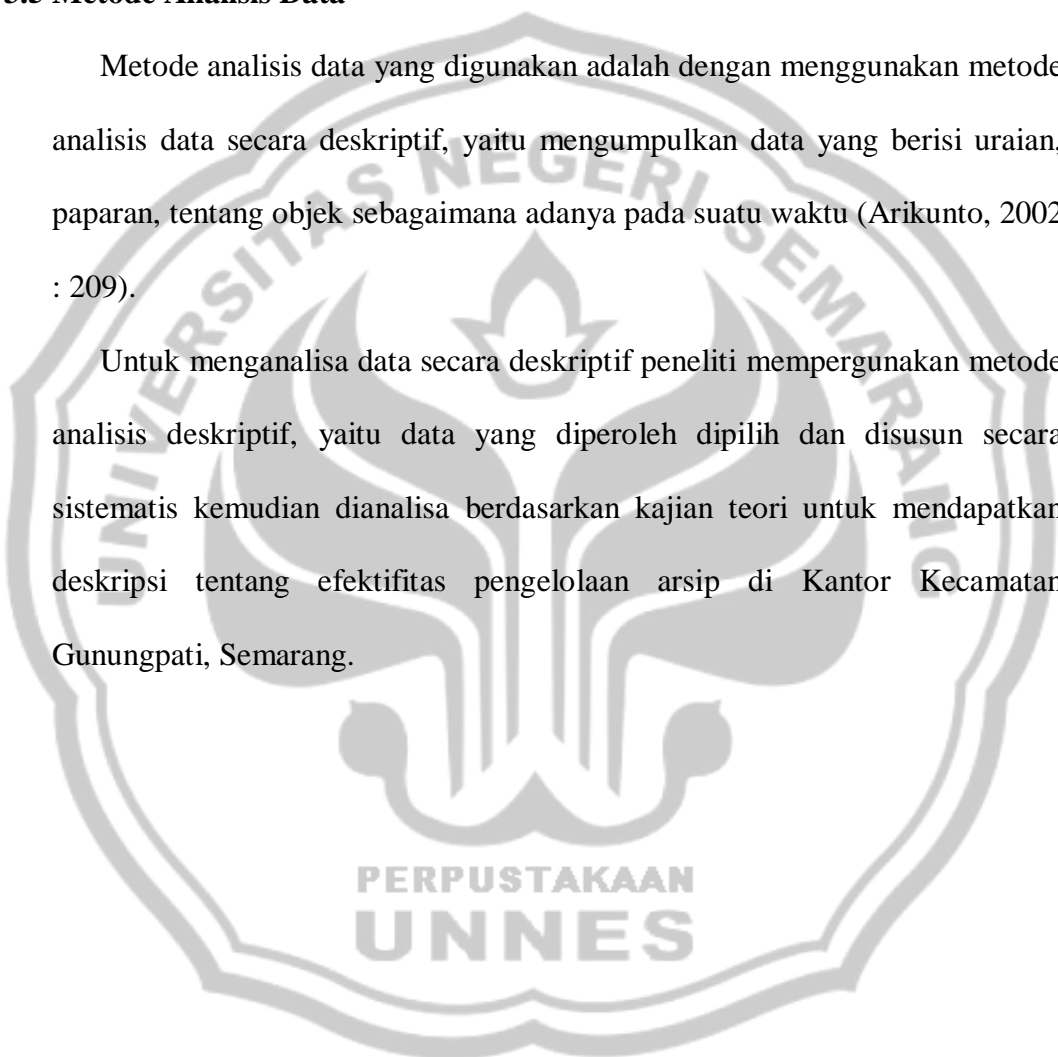 3.5 Metode Analisis Data
Metode analisis data yang digunakan adalah dengan menggunakan metode
analisis data secara deskriptif, yaitu mengumpulkan data yang berisi uraian,
paparan, tentang objek sebagaimana adanya pada suatu waktu (Arikunto, 2002
: 209).
Untuk menganalisa data secara deskriptif peneliti mempergunakan metode
analisis deskriptif, yaitu data yang diperoleh dipilih dan disusun secara
sistematis kemudian dianalisa berdasarkan kajian teori untuk mendapatkan
deskripsi tentang efektifitas pengelolaan arsip di Kantor Kecamatan
Gunungpati, Semarang.
UNIVERSITAS NEGERI SEMARANG
PERPUSTAKAAN
UNNES